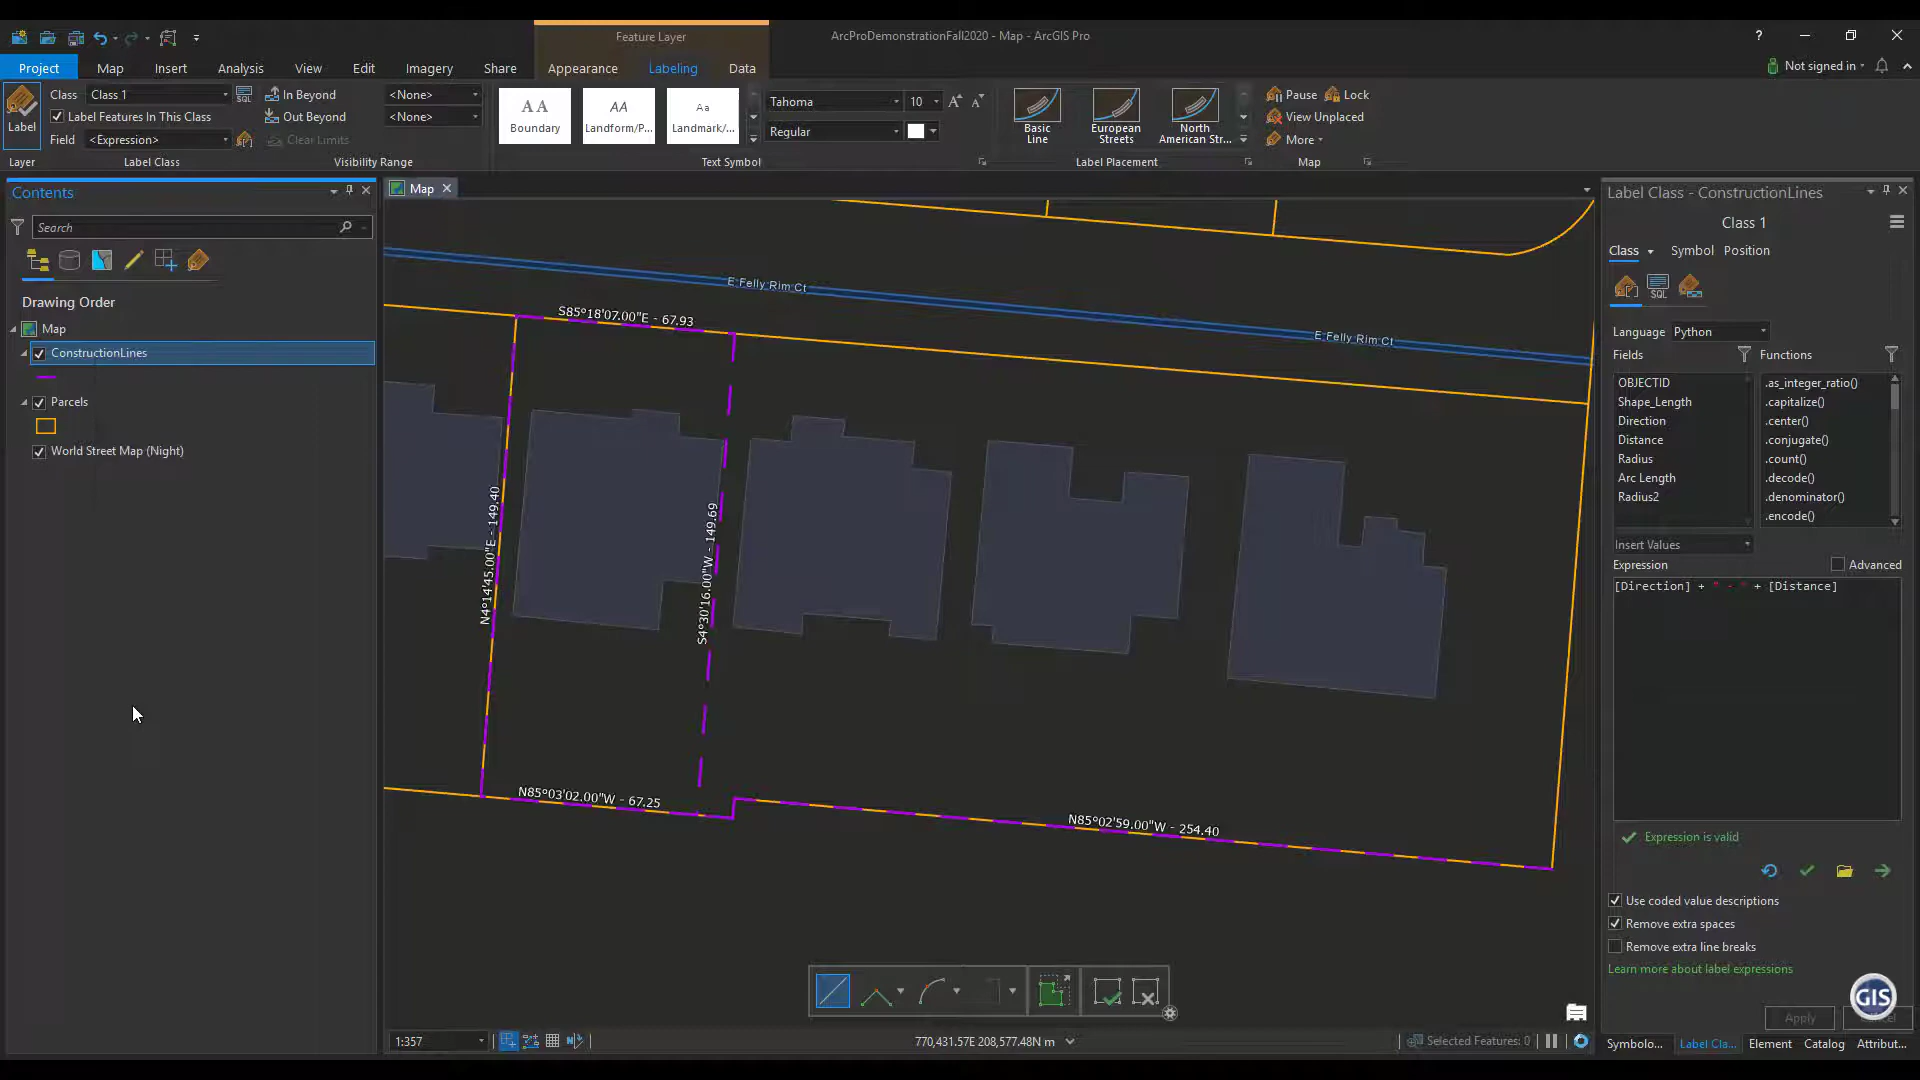 Feature Layer
ArcProDemonstrationFall2020 - Map - ArcGIS Pro
?
Project
Map
Insert
Analysis
View
Edit
Imagery
Share
Appearance
Labeling
Data
Not signed in
Label
Class
Class 1
SQL
Label Features In This Class
Field
<Expression>
In Beyond
<None>
Out Beyond
<None>
Clear Limits
AA
Boundary
AA
Landform/P...
Aa
Landmark/...
Tahoma
10
Regular
Basic
Line
European
Streets
North
American Str...
Pause
Lock
View Unplaced
More
Layer
Label Class
Visibility Range
Text Symbol
Label Placement
Map
Contents
Search
Drawing Order
Map
ConstructionLines
Parcels
World Street Map (Night)
Map
E Felly Rim Ct
E Felly Rim Ct
S85°18'07.00"E - 67.93
N4°14'45.00"E - 149.40
S4°30'16.00"W - 149.69
N85°03'02.00"W - 67.25
N85°02'59.00"W - 254.40
1:357
770,431.57E 208,577.48N m
Selected Features: 0
Label Class - ConstructionLines
Class 1
Class
Symbol
Position
SQL
Language
Python
Fields
Functions
OBJECTID
Shape_Length
Direction
Distance
Radius
Arc Length
Radius2
.as_integer_ratio()
.capitalize()
.center()
.conjugate()
.count()
.decode()
.denominator()
.encode()
Insert Values
Expression
Advanced
[Direction] + " - " + [Distance]
Expression is valid
Use coded value descriptions
Remove extra spaces
Remove extra line breaks
Learn more about label expressions
GIS
Apply
Symbolo...
Label Cla...
Element
Catalog
Attribut...